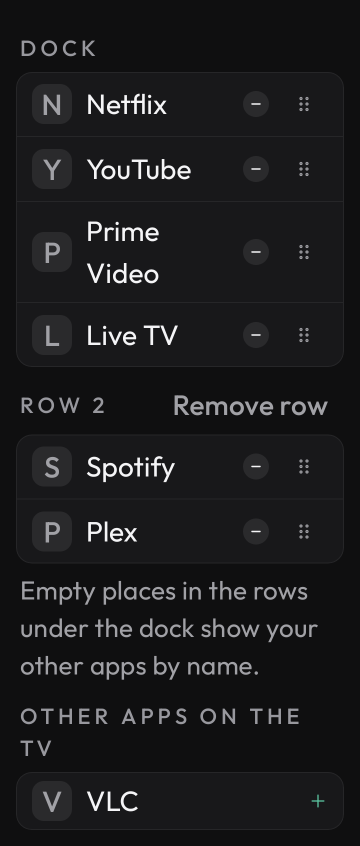 DOCK
N Netflix
Y YouTube
P Prime
Video
L Live TV
ROW 2 Remove row
S Spotify
P Plex
Empty places in the rows
under the dock show your
other apps by name.
OTHER APPS ON THE
TV
V VLC +